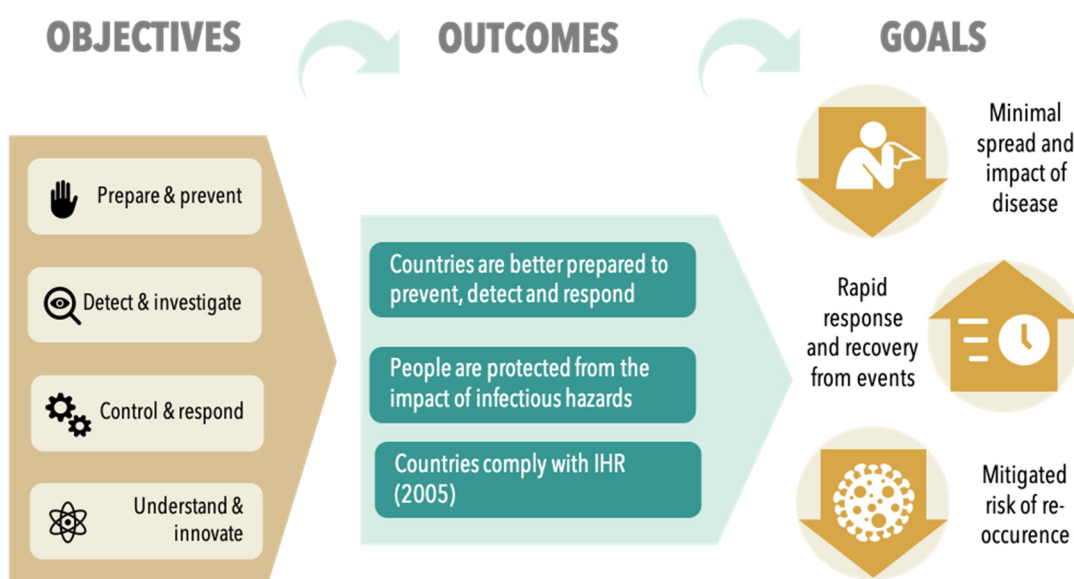 OBJECTIVES
Prepare & prevent
Detect & investigate
Control & respond
Understand &
innovate
OUTCOMES
Countries are better prepared to
prevent, detect and respond
People are protected from the
impact of infectious hazards
Countries comply with IHR
(2005)
GOALS
Minimal
spread and
impact of
disease
Rapid
response
and recovery
from events
Mitigated
risk of re-
occurence